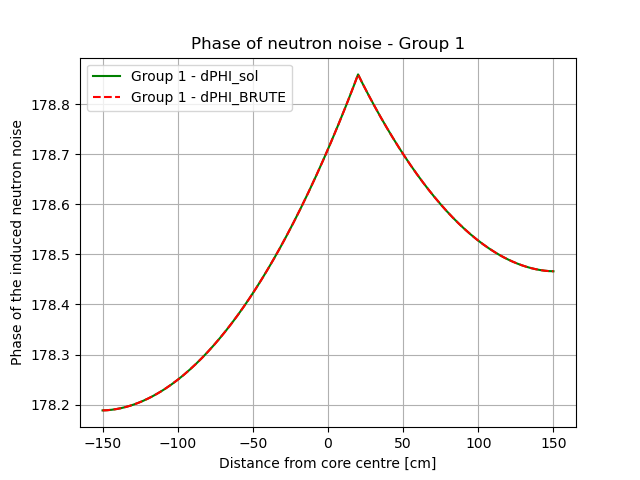 Phase of neutron noise - Group 1
Group 1 - dPHI_sol
Group 1 - dPHI_BRUTE
Phase of the induced neutron noise
178.8
178.7
178.6
178.5
178.4
178.3
178.2
−150
−100
−50
0
50
100
150
Distance from core centre [cm]